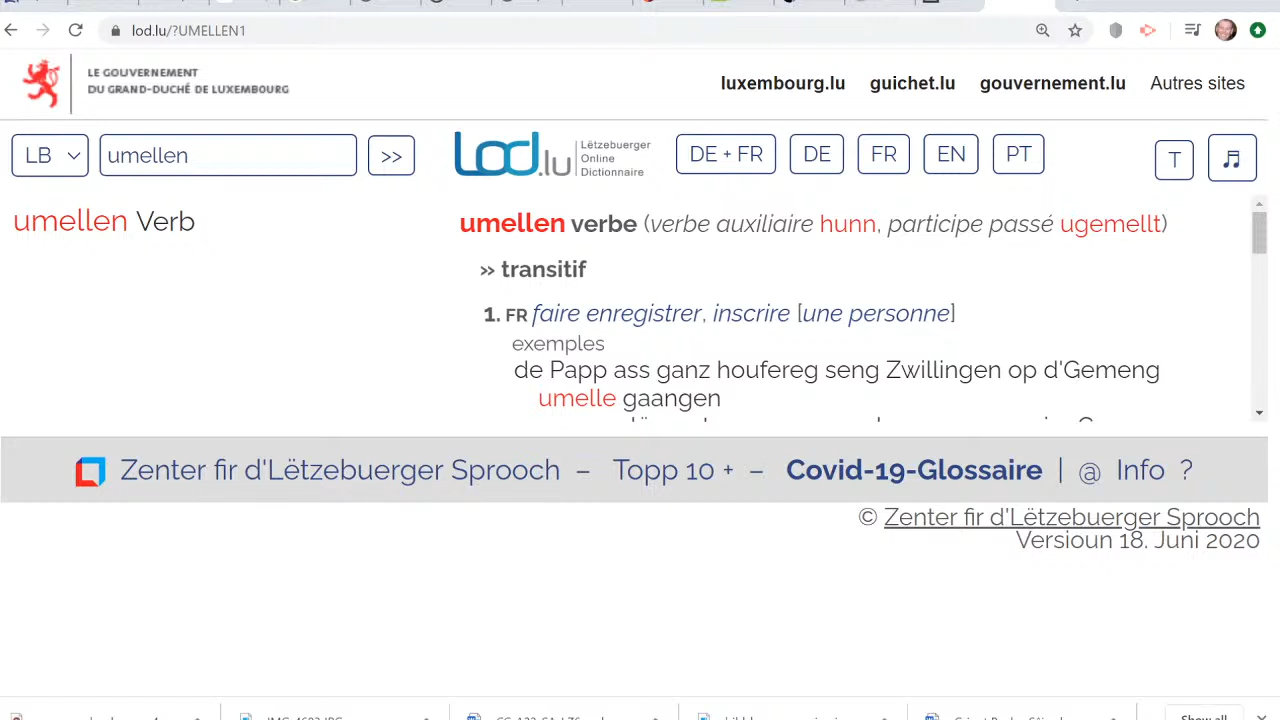 lod.lu/?UMELLEN1
LE GOUVERNEMENT
DU GRAND-DUCHÉ DE LUXEMBOURG
luxembourg.lu guichet.lu gouvernement.lu Autres sites
LB umellen >> LOD.lu Lëtzebuerger Online Dictionnaire DE + FR DE FR EN PT T
umellen Verb
umellen verbe (verbe auxiliaire hunn, participe passé ugemellt)
» transitif
1. FR faire enregistrer, inscrire [une personne]
exemples
de Papp ass ganz houfereg seng Zwillingen op d'Gemeng
umelle gaangen
Zenter fir d'Lëtzebuerger Sprooch – Topp 10 + – Covid-19-Glossaire | @ Info ?
© Zenter fir d'Lëtzebuerger Sprooch
Versioun 18. Juni 2020
Show all